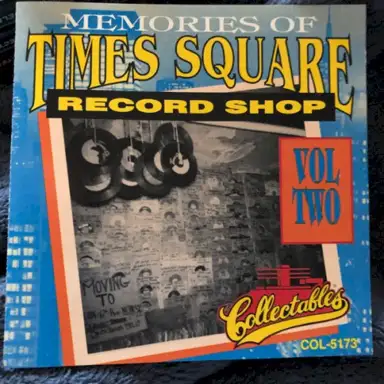 MEMORIES OF
TIMES SQUARE
RECORD SHOP
VOL
TWO
MOVING
TO
Collectables
COL-5173